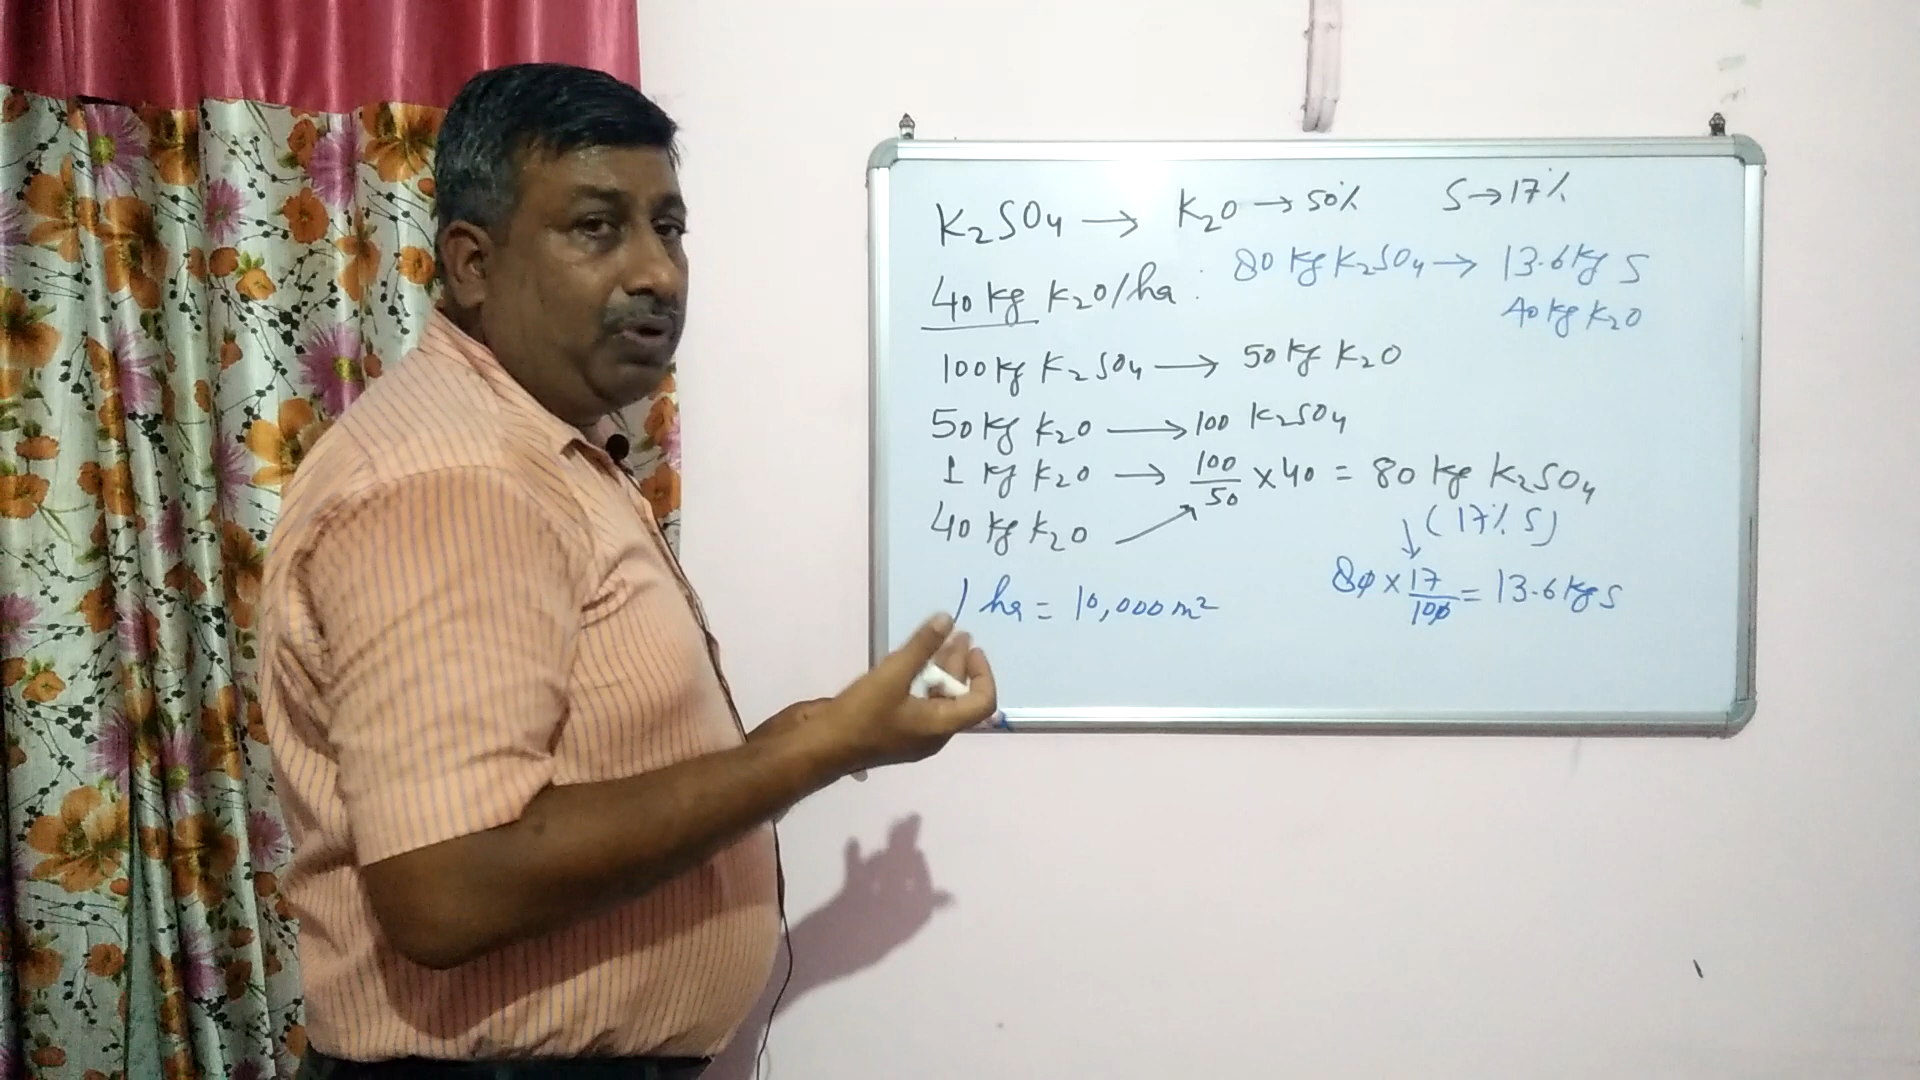 K₂SO₄ → K₂O → 50% S → 17%
80 kg K₂SO₄ → 13.6 kg S
40 kg K₂O/ha :
40 kg K₂O
100 kg K₂SO₄ → 50 kg K₂O
50 kg K₂O → 100 K₂SO₄
1 kg K₂O → 100/50 × 40 = 80 kg K₂SO₄
40 kg K₂O
(17% S)
80 × 17/100 = 13.6 kg S
1 ha = 10,000 m²